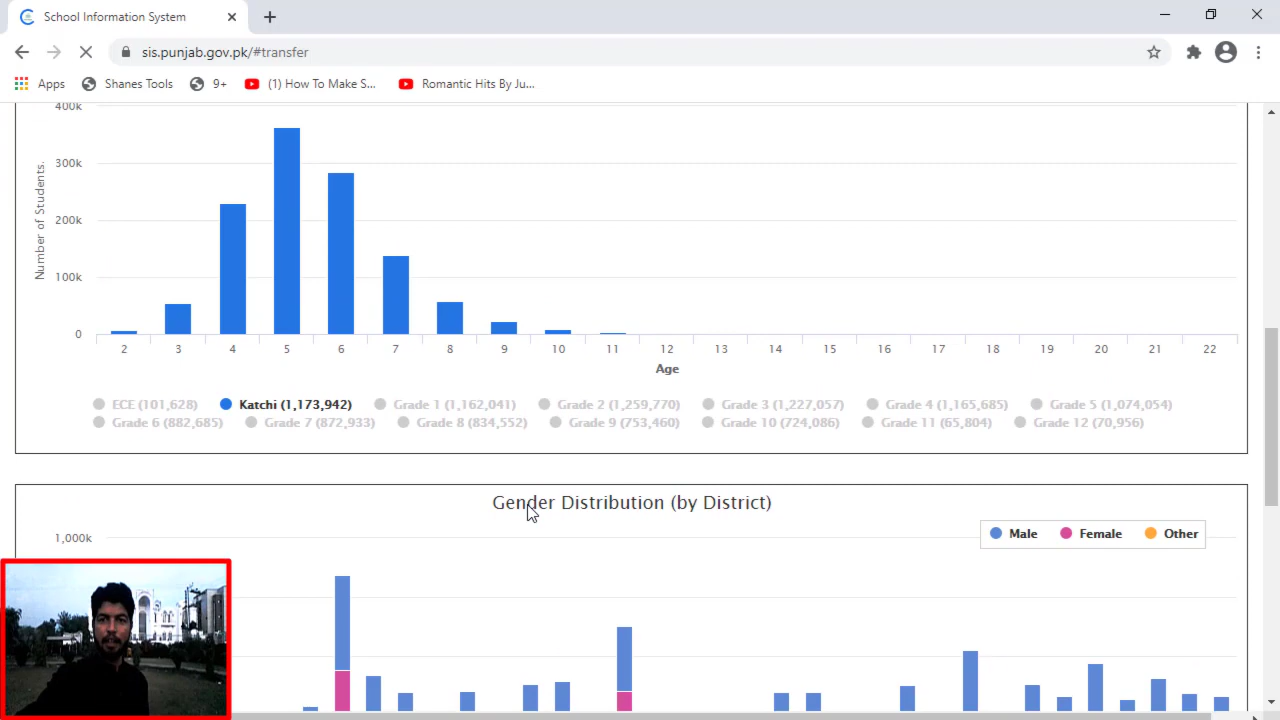 School Information System
sis.punjab.gov.pk/#transfer
Apps Shanes Tools 9+ (1) How To Make S... Romantic Hits By Ju...
400k
300k
200k
100k
0
Number of Students.
2 3 4 5 6 7 8 9 10 11 12 13 14 15 16 17 18 19 20 21 22
Age
ECE (101,628) Katchi (1,173,942) Grade 1 (1,162,041) Grade 2 (1,259,770) Grade 3 (1,227,057) Grade 4 (1,165,685) Grade 5 (1,074,054)
Grade 6 (882,685) Grade 7 (872,933) Grade 8 (834,552) Grade 9 (753,460) Grade 10 (724,086) Grade 11 (65,804) Grade 12 (70,956)
Gender Distribution (by District)
Male Female Other
1,000k